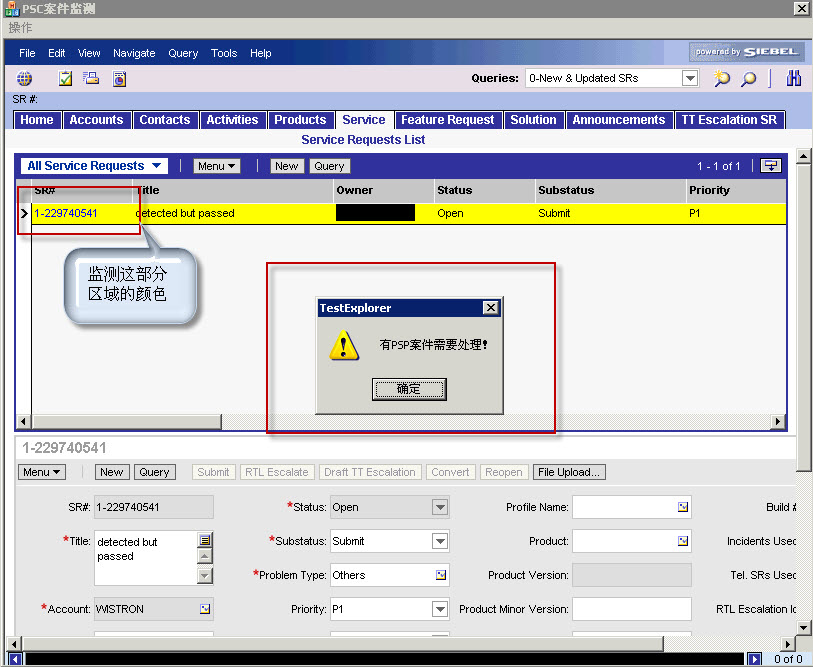 PSC案件监测
操作
File Edit View Navigate Query Tools Help
powered by SIEBEL
Queries: 0-New & Updated SRs
SR #:
Home Accounts Contacts Activities Products Service Feature Request Solution Announcements TT Escalation SR
Service Requests List
All Service Requests Menu New Query 1 - 1 of 1
SR# Title Owner Status Substatus Priority
1-229740541 detected but passed Open Submit P1
监测这部分
区域的颜色
TestExplorer
有PSP案件需要处理!
确定
1-229740541
Menu New Query Submit RTL Escalate Draft TT Escalation Convert Reopen File Upload...
SR#: 1-229740541 *Status: Open Profile Name: Build #
*Title: detected but passed *Substatus: Submit Product: Incidents Used
*Problem Type: Others Product Version: Tel. SRs Used
*Account: WISTRON Priority: P1 Product Minor Version: RTL Escalation Id
0 of 0